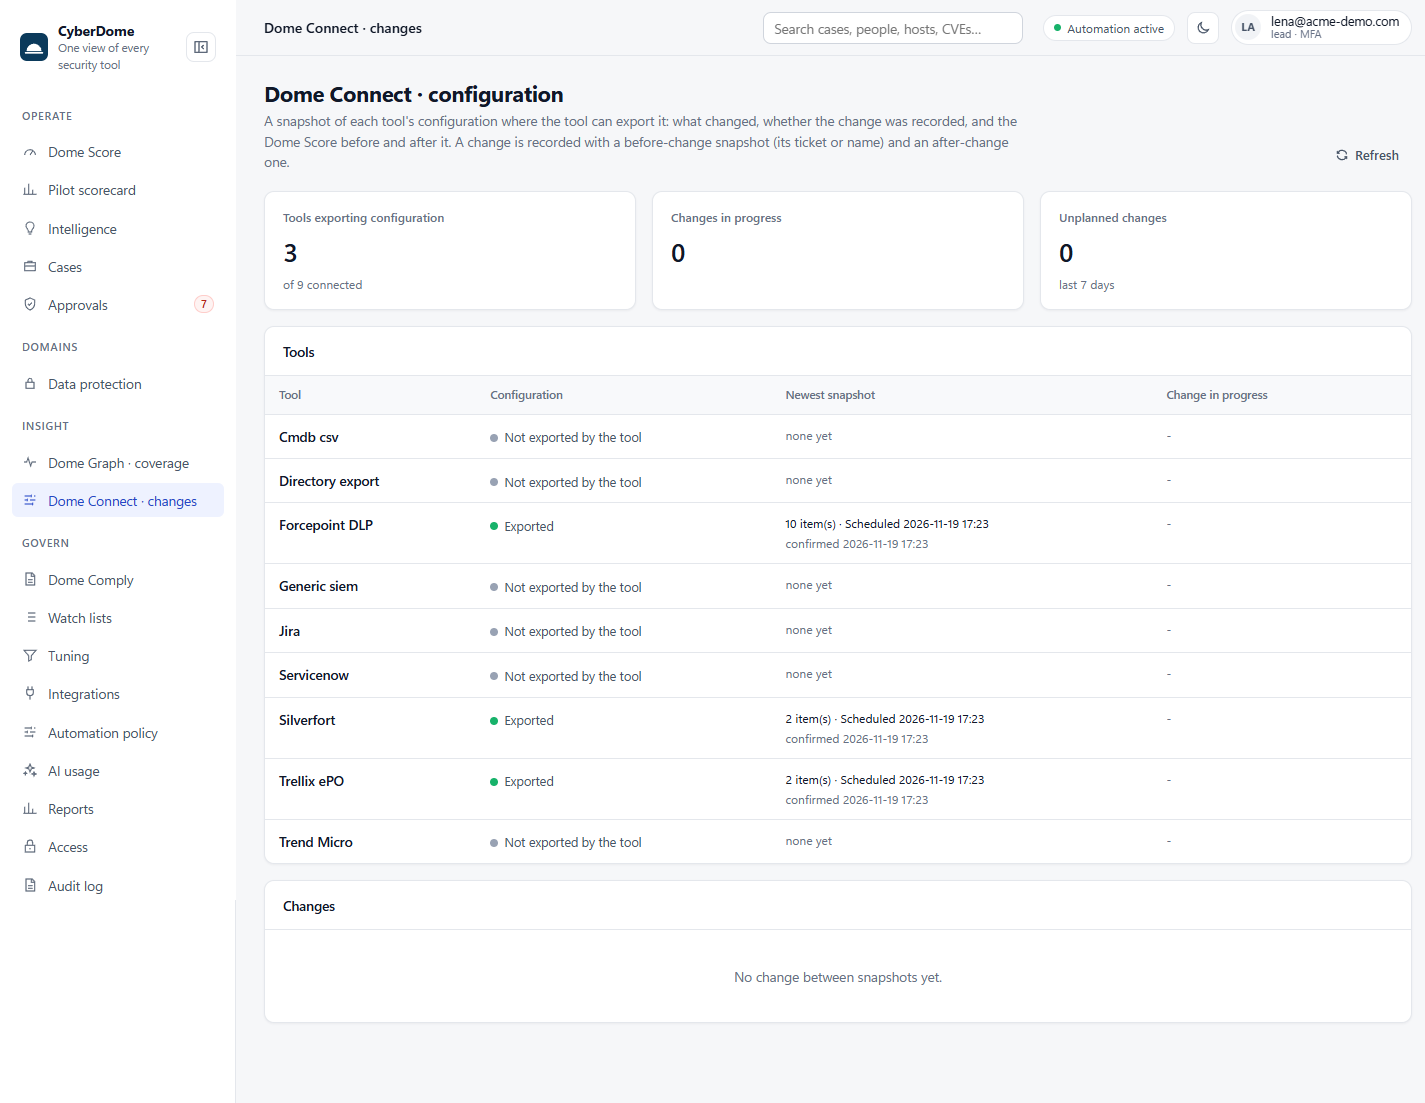 CyberDome
One view of every
security tool
OPERATE
Dome Score
Pilot scorecard
Intelligence
Cases
Approvals 7
DOMAINS
Data protection
INSIGHT
Dome Graph · coverage
Dome Connect · changes
GOVERN
Dome Comply
Watch lists
Tuning
Integrations
Automation policy
AI usage
Reports
Access
Audit log
Dome Connect · changes
Search cases, people, hosts, CVEs...
Automation active
LA
lena@acme-demo.com
lead · MFA
Dome Connect · configuration
A snapshot of each tool's configuration where the tool can export it: what changed, whether the change was recorded, and the
Dome Score before and after it. A change is recorded with a before-change snapshot (its ticket or name) and an after-change
one.
Refresh
Tools exporting configuration
3
of 9 connected
Changes in progress
0
Unplanned changes
0
last 7 days
Tools
Tool Configuration Newest snapshot Change in progress
Cmdb csv Not exported by the tool none yet -
Directory export Not exported by the tool none yet -
Forcepoint DLP Exported 10 item(s) · Scheduled 2026-11-19 17:23 -
confirmed 2026-11-19 17:23
Generic siem Not exported by the tool none yet -
Jira Not exported by the tool none yet -
Servicenow Not exported by the tool none yet -
Silverfort Exported 2 item(s) · Scheduled 2026-11-19 17:23 -
confirmed 2026-11-19 17:23
Trellix ePO Exported 2 item(s) · Scheduled 2026-11-19 17:23 -
confirmed 2026-11-19 17:23
Trend Micro Not exported by the tool none yet -
Changes
No change between snapshots yet.